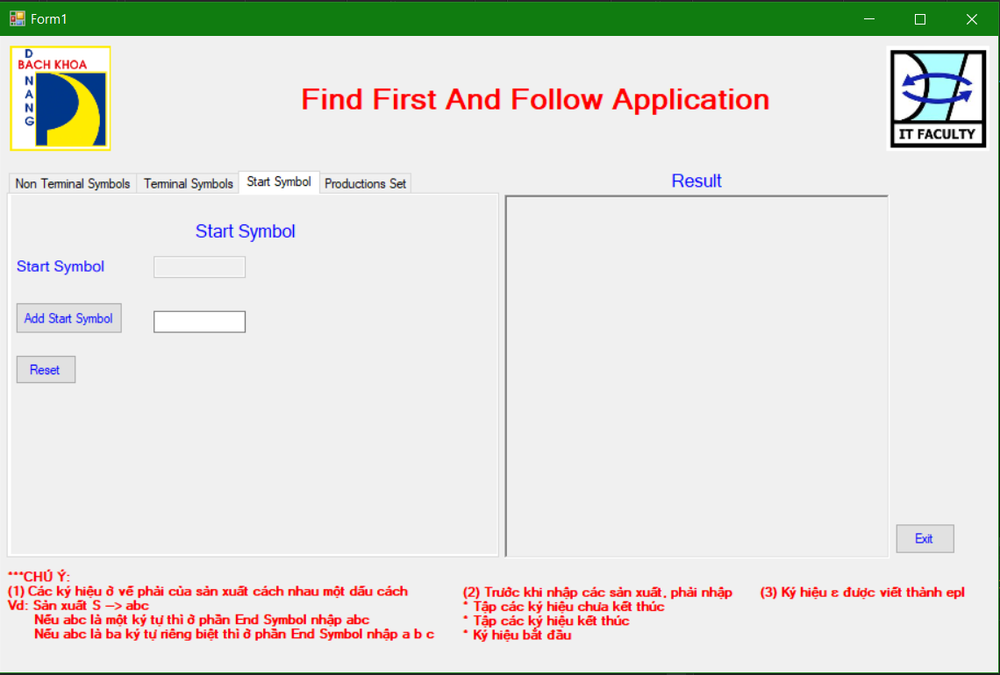 Form1
D
BACH KHOA
N
A
N
G
Find First And Follow Application
IT FACULTY
Non Terminal Symbols
Terminal Symbols
Start Symbol
Productions Set
Result
Start Symbol
Start Symbol
Add Start Symbol
Reset
Exit
***CHÚ Ý:
(1) Các ký hiệu ở vế phải của sản xuất cách nhau một dấu cách
Vd: Sản xuất S –> abc
Nếu abc là một ký tự thì ở phần End Symbol nhập abc
Nếu abc là ba ký tự riêng biệt thì ở phần End Symbol nhập a b c
(2) Trước khi nhập các sản xuất, phải nhập
* Tập các ký hiệu chưa kết thúc
* Tập các ký hiệu kết thúc
* Ký hiệu bắt đầu
(3) Ký hiệu ε được viết thành epl